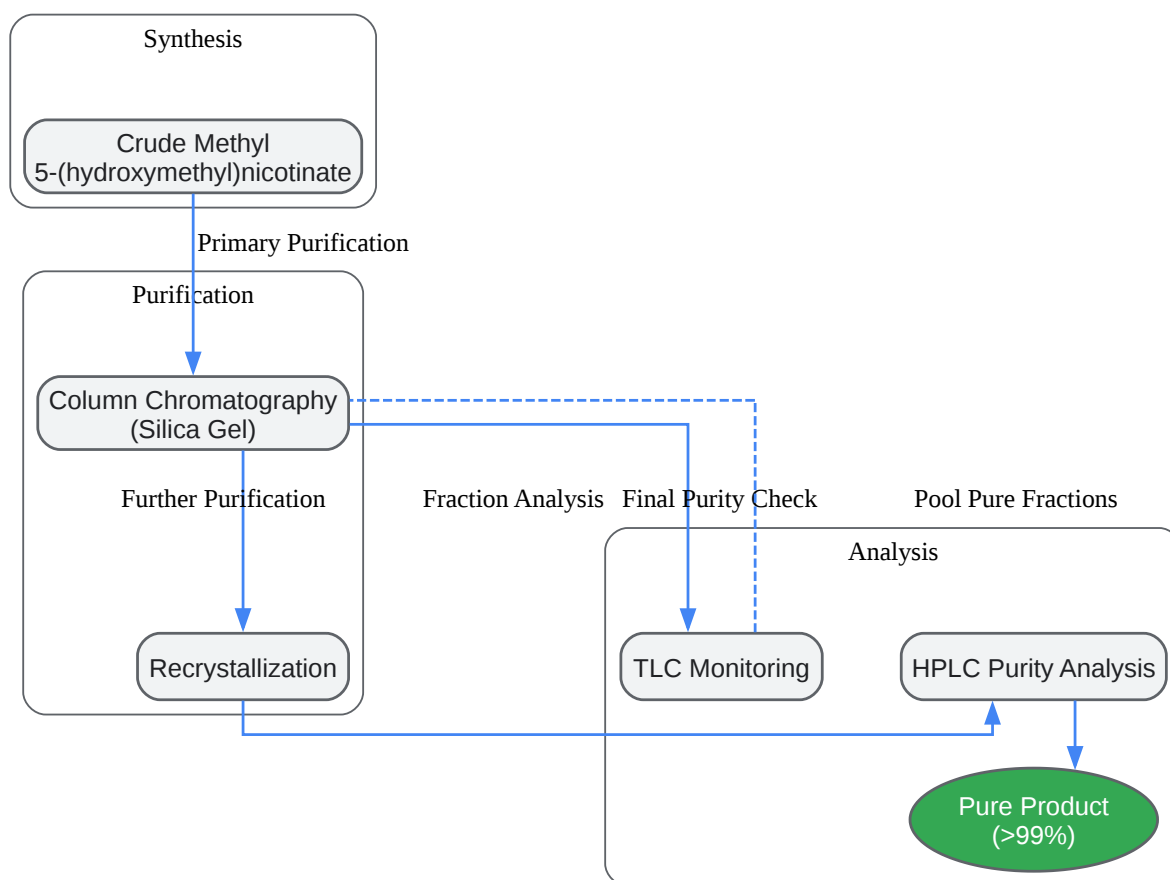 Synthesis
Crude Methyl
5-(hydroxymethyl)nicotinate
Primary Purification
Purification
Column Chromatography
(Silica Gel)
Further Purification
Fraction Analysis
Final Purity Check
Pool Pure Fractions
Analysis
Recrystallization
TLC Monitoring
HPLC Purity Analysis
Pure Product
(>99%)